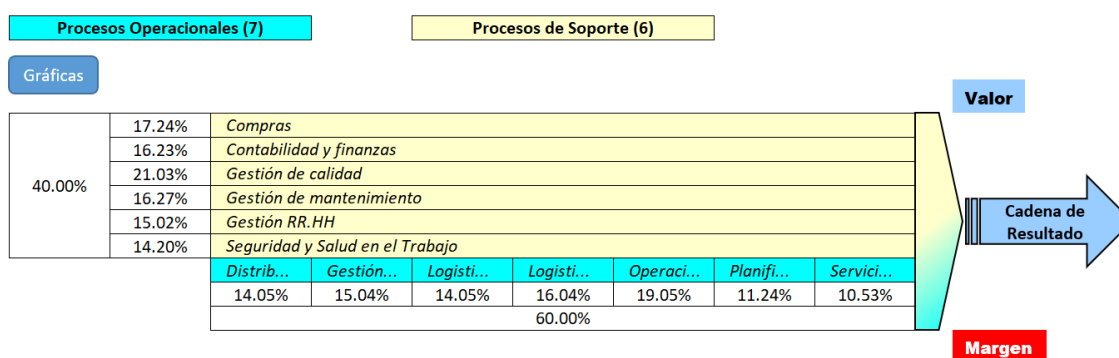 Procesos Operacionales (7)
Procesos de Soporte (6)
Gráficas
Valor
40.00%
17.24% Compras
16.23% Contabilidad y finanzas
21.03% Gestión de calidad
16.27% Gestión de mantenimiento
15.02% Gestión RR.HH
14.20% Seguridad y Salud en el Trabajo
Cadena de
Resultado
Distrib... Gestión... Logisti... Logisti... Operaci... Planifi... Servici...
14.05% 15.04% 14.05% 16.04% 19.05% 11.24% 10.53%
60.00%
Margen